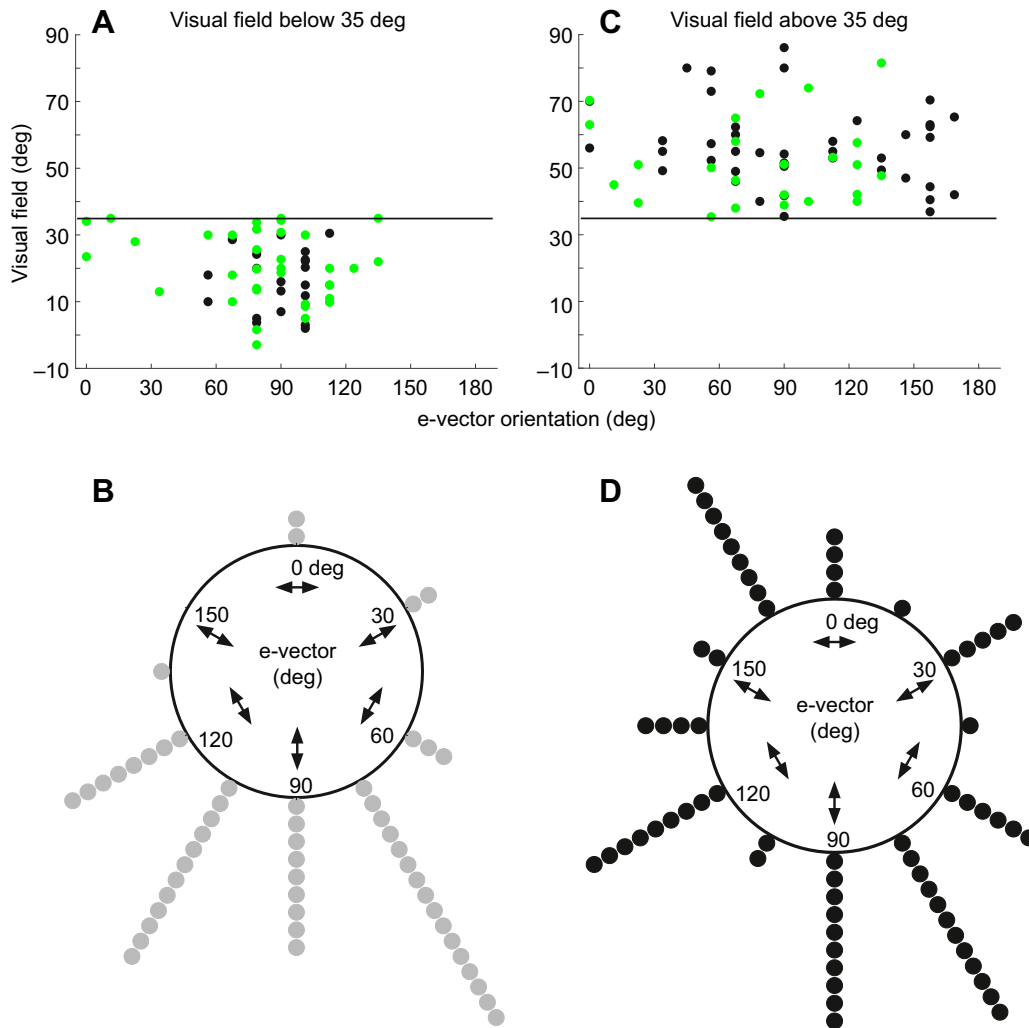 A
Visual field below 35 deg
90
70
50
30
10
–10
Visual field (deg)
0 30 60 90 120 150 180
C
Visual field above 35 deg
90
70
50
30
10
–10
0 30 60 90 120 150 180
e-vector orientation (deg)
B
0 deg
150
30
e-vector
(deg)
120
60
90
D
0 deg
150
30
e-vector
(deg)
120
60
90